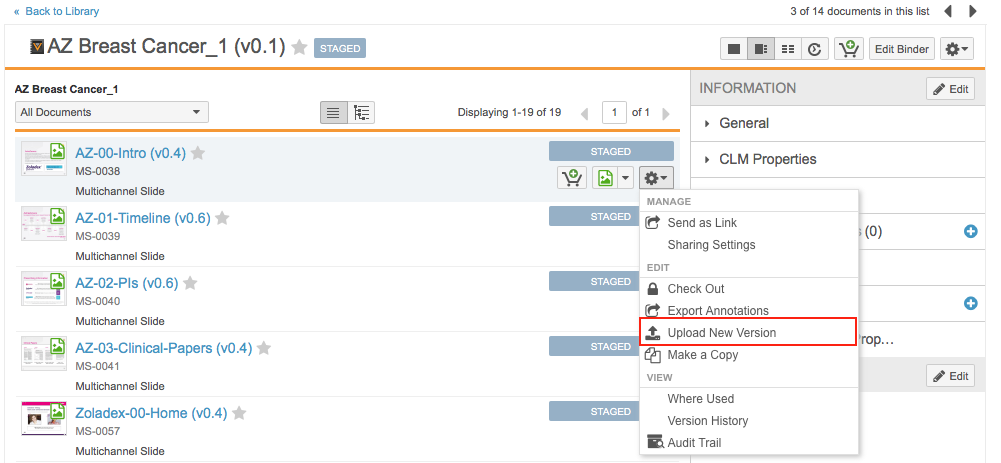 « Back to Library
3 of 14 documents in this list
AZ Breast Cancer_1 (v0.1) STAGED
Edit Binder
AZ Breast Cancer_1
All Documents
Displaying 1-19 of 19
1 of 1
INFORMATION
Edit
General
CLM Properties
AZ-00-Intro (v0.4)
MS-0038
Multichannel Slide
STAGED
AZ-01-Timeline (v0.6)
MS-0039
Multichannel Slide
STAGED
AZ-02-PIs (v0.6)
MS-0040
Multichannel Slide
STAGED
AZ-03-Clinical-Papers (v0.4)
MS-0041
Multichannel Slide
STAGED
Zoladex-00-Home (v0.4)
MS-0057
Multichannel Slide
STAGED
MANAGE
Send as Link
Sharing Settings
EDIT
Check Out
Export Annotations
Upload New Version
Make a Copy
VIEW
Where Used
Version History
Audit Trail
(0)
Prop...
Edit
Zoladex